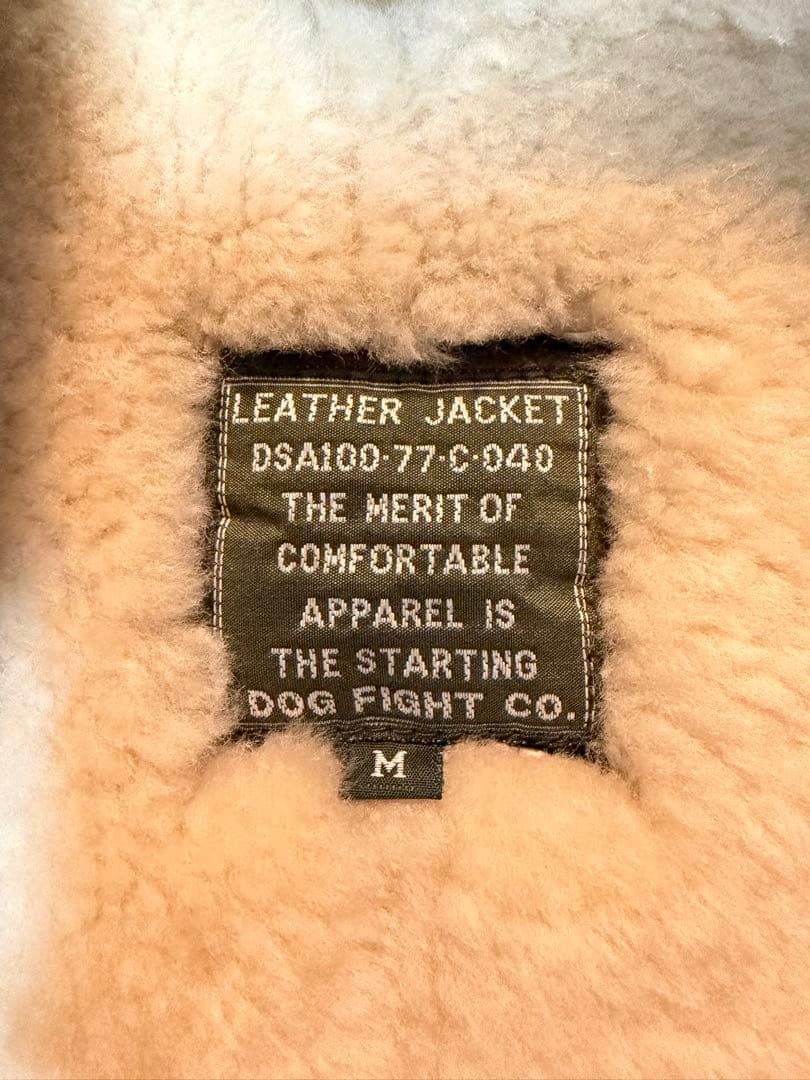 LEATHER JACKET
DSA100-77-C-040
THE MERIT OF
COMFORTABLE
APPAREL IS
THE STARTING
DOG FIGHT CO.
M